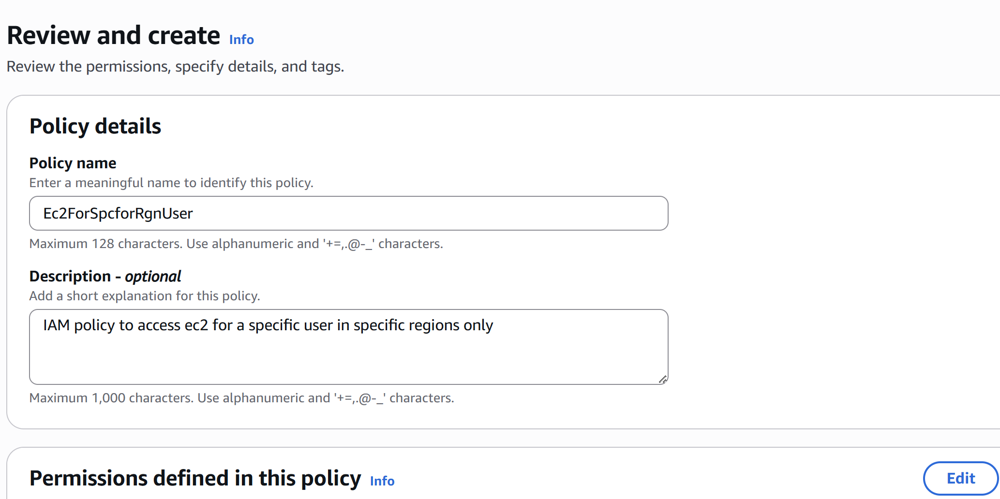 Review and create Info
Review the permissions, specify details, and tags.
Policy details
Policy name
Enter a meaningful name to identify this policy.
Ec2ForSpcforRgnUser
Maximum 128 characters. Use alphanumeric and '+=,.@-_' characters.
Description - optional
Add a short explanation for this policy.
IAM policy to access ec2 for a specific user in specific regions only
Maximum 1,000 characters. Use alphanumeric and '+=,.@-_' characters.
Permissions defined in this policy Info
Edit